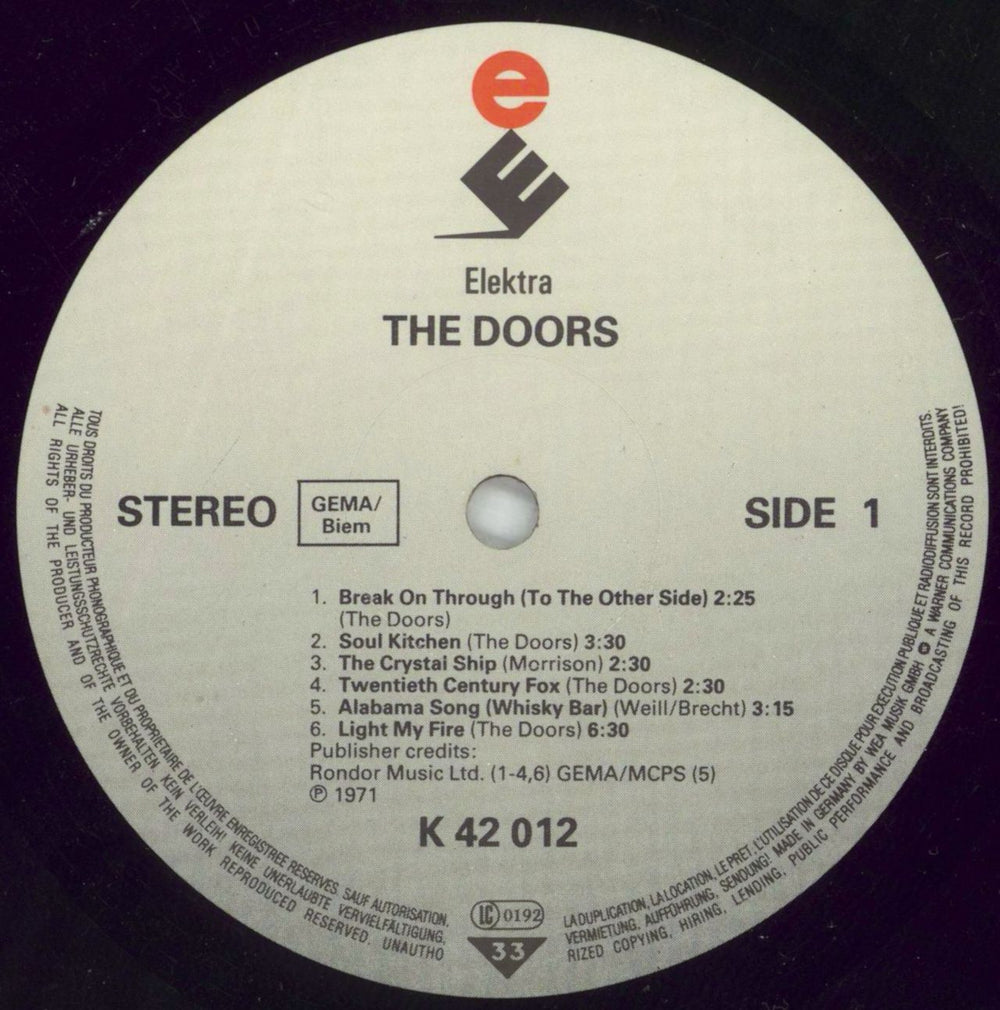 e
E
Elektra
THE DOORS
STEREO
GEMA/
Biem
SIDE 1
1. Break On Through (To The Other Side) 2:25
(The Doors)
2. Soul Kitchen (The Doors) 3:30
3. The Crystal Ship (Morrison) 2:30
4. Twentieth Century Fox (The Doors) 2:30
5. Alabama Song (Whisky Bar) (Weill/Brecht) 3:15
6. Light My Fire (The Doors) 6:30
Publisher credits:
Rondor Music Ltd. (1-4,6) GEMA/MCPS (5)
℗ 1971
K 42 012
LC 0192
33
TOUS DROITS DU PRODUCTEUR PHONOGRAPHIQUE ET DU PROPRIETAIRE DE L'ŒUVRE ENREGISTREE RESERVES. SAUF AUTORISATION, LA DUPLICATION, LA LOCATION, LE PRET, L'UTILISATION DE CE DISQUE POUR EXECUTION PUBLIQUE ET RADIODIFFUSION SONT INTERDITS.
ALLE URHEBER- UND LEISTUNGSSCHUTZRECHTE VORBEHALTEN. KEIN VERLEIH! KEINE UNERLAUBTE VERVIELFÄLTIGUNG, VERMIETUNG, AUFFÜHRUNG, SENDUNG! MADE IN GERMANY BY WEA MUSIK GMBH A WARNER COMMUNICATIONS COMPANY
ALL RIGHTS OF THE PRODUCER AND OF THE OWNER OF THE WORK REPRODUCED RESERVED. UNAUTHORIZED COPYING, HIRING, LENDING, PUBLIC PERFORMANCE AND BROADCASTING OF THIS RECORD PROHIBITED!